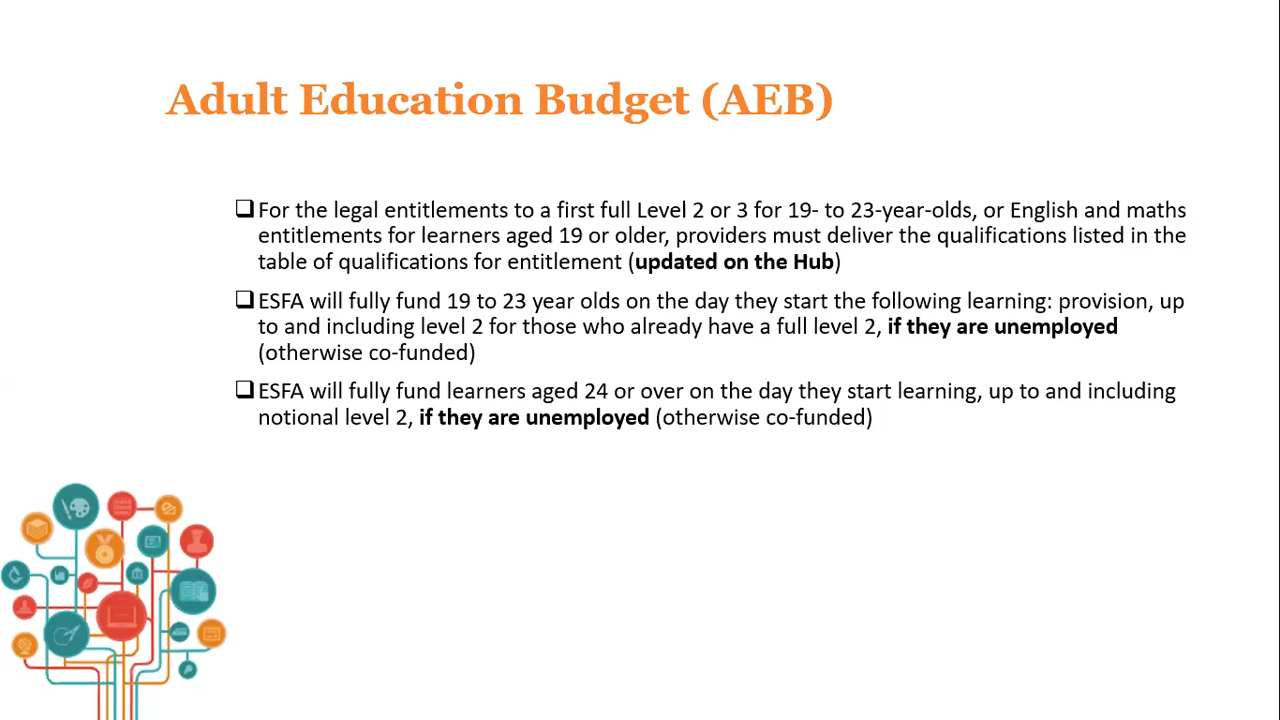 Adult Education Budget (AEB)
For the legal entitlements to a first full Level 2 or 3 for 19- to 23-year-olds, or English and maths
entitlements for learners aged 19 or older, providers must deliver the qualifications listed in the
table of qualifications for entitlement (updated on the Hub)
ESFA will fully fund 19 to 23 year olds on the day they start the following learning: provision, up
to and including level 2 for those who already have a full level 2, if they are unemployed
(otherwise co-funded)
ESFA will fully fund learners aged 24 or over on the day they start learning, up to and including
notional level 2, if they are unemployed (otherwise co-funded)